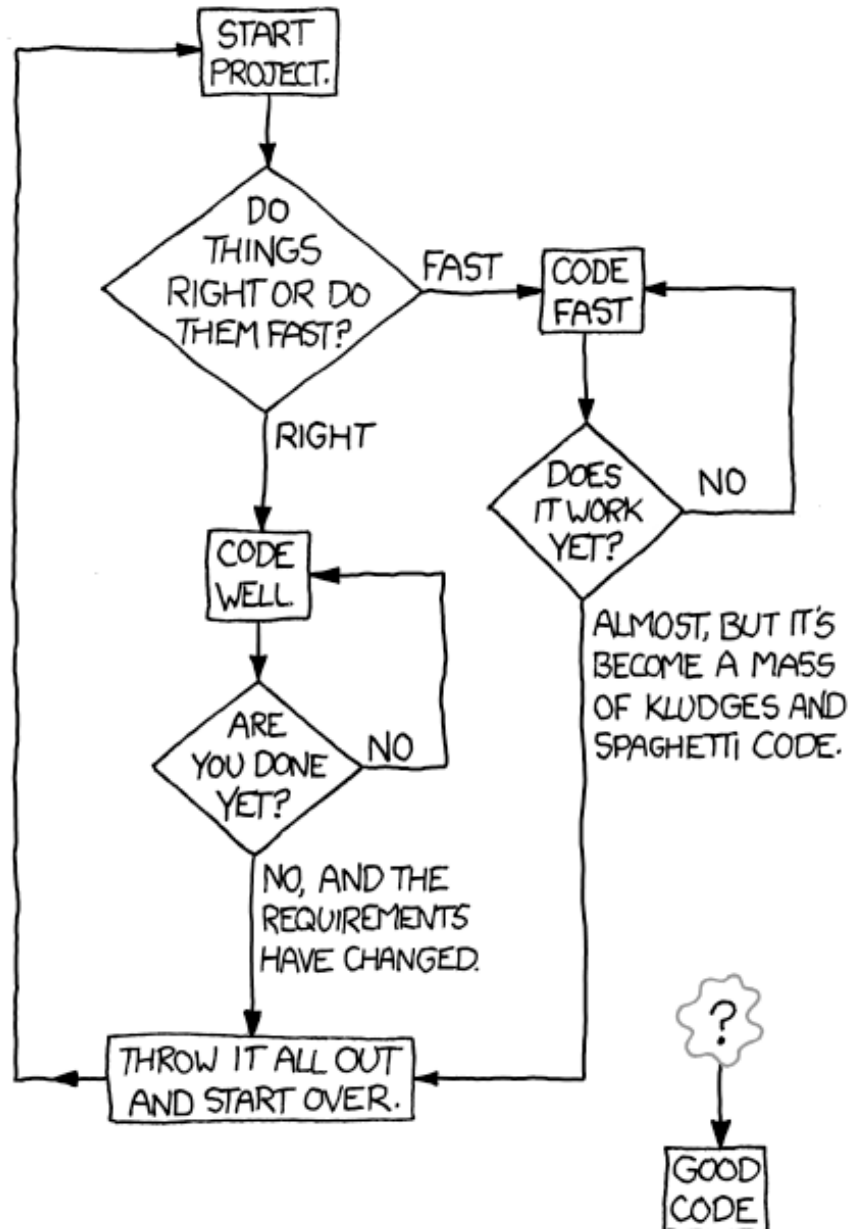 START
PROJECT.
DO
THINGS
RIGHT OR DO
THEM FAST?
FAST
CODE
FAST
RIGHT
DOES
IT WORK
YET?
NO
CODE
WELL.
ALMOST, BUT IT'S
BECOME A MASS
OF KLUDGES AND
SPAGHETTI CODE.
ARE
YOU DONE
YET?
NO
NO, AND THE
REQUIREMENTS
HAVE CHANGED.
THROW IT ALL OUT
AND START OVER.
?
GOOD
CODE